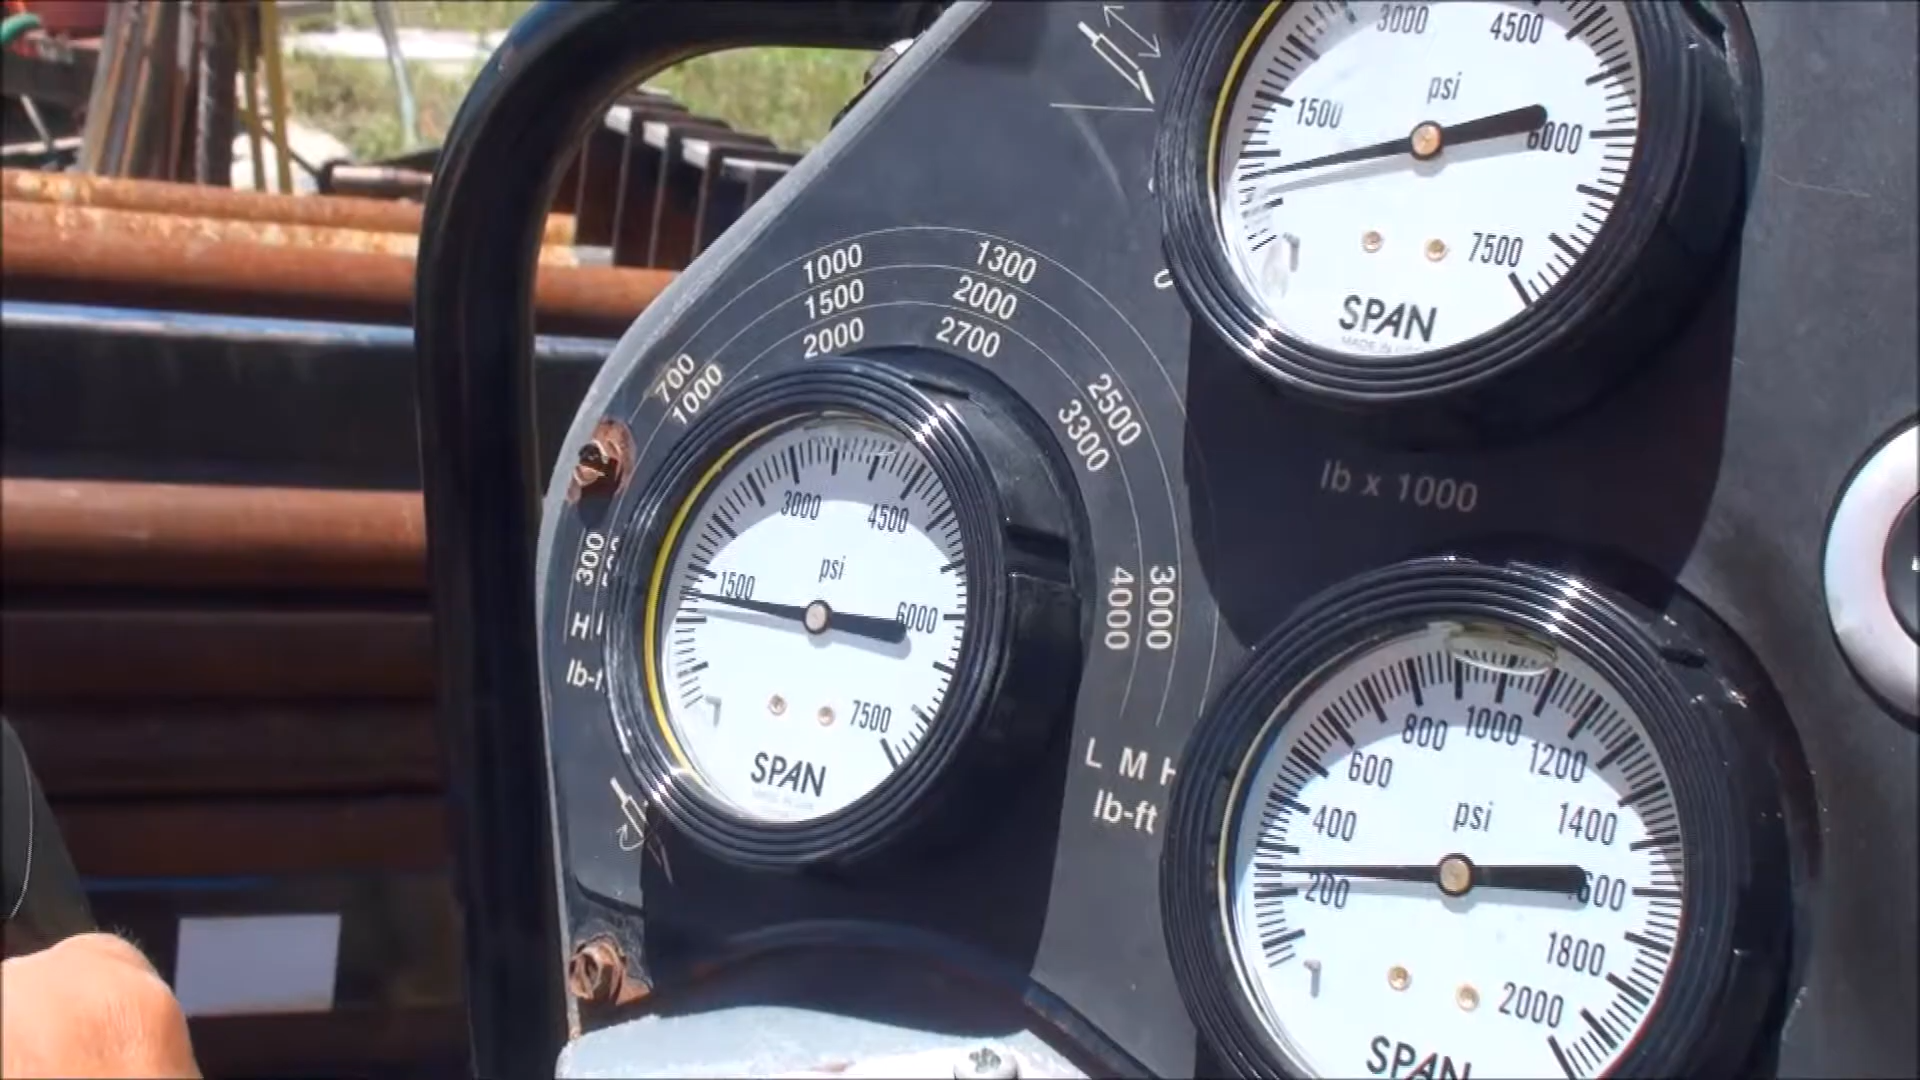 3000 4500
psi
1500
6000
7500
SPAN
1000 1300
1500 2000
2000 2700
700
1000
2500
3300
lb x 1000
300
3000 4500
psi
1500
6000
7500
SPAN
4000 3000
H
L M H
lb-ft
800 1000
600 1200
psi
400 1400
200
1800
2000
SPAN